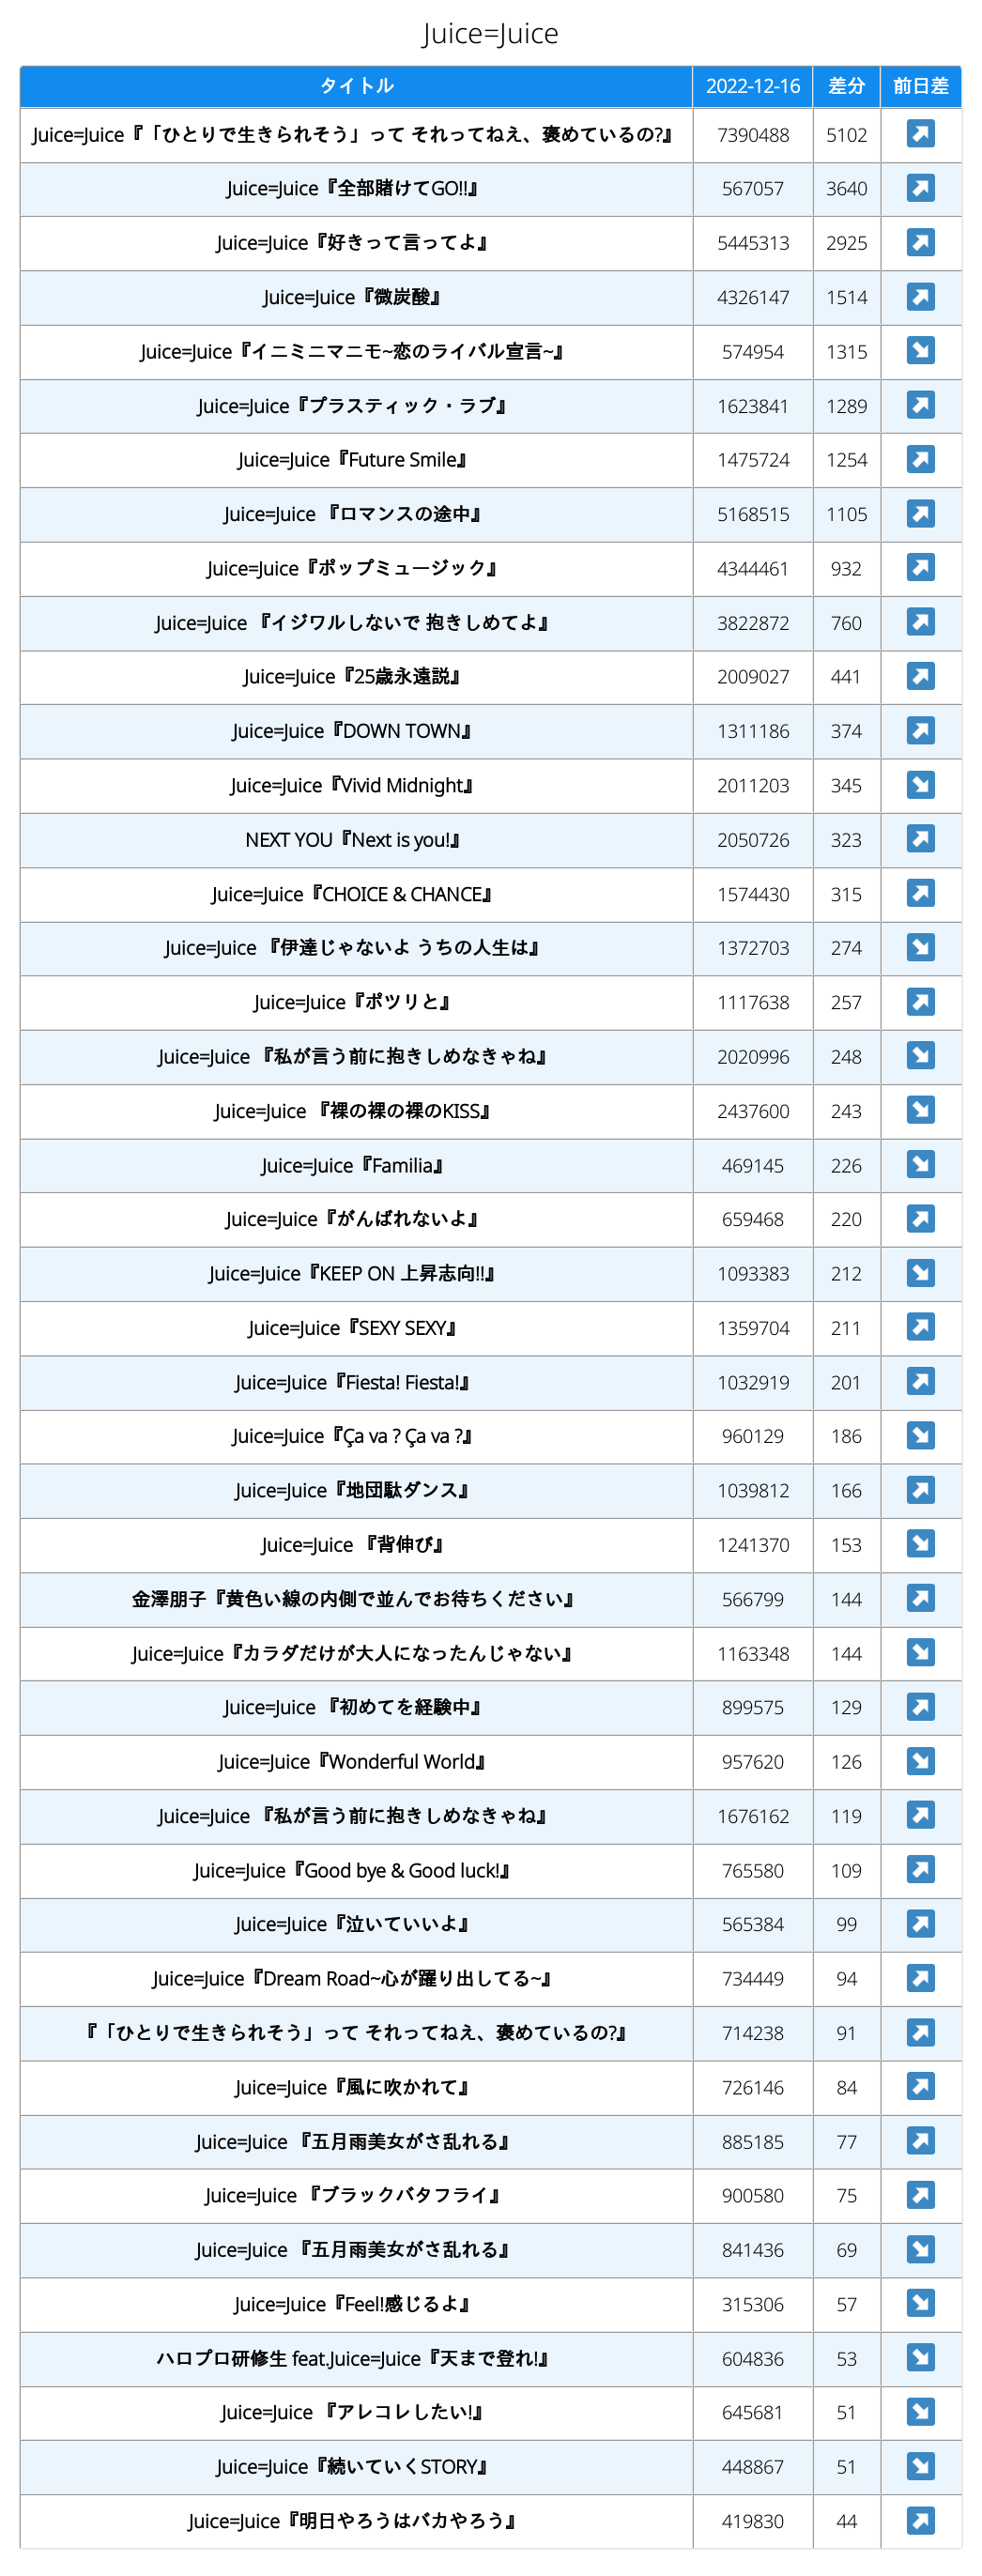 Juice=Juice
タイトル 2022-12-16 差分 前日差
Juice=Juice『「ひとりで生きられそう」って それってねえ、褒めているの?』 7390488 5102 ↗
Juice=Juice『全部賭けてGO!!』 567057 3640 ↗
Juice=Juice『好きって言ってよ』 5445313 2925 ↗
Juice=Juice『微炭酸』 4326147 1514 ↗
Juice=Juice『イニミニマニモ~恋のライバル宣言~』 574954 1315 ↘
Juice=Juice『プラスティック・ラブ』 1623841 1289 ↗
Juice=Juice『Future Smile』 1475724 1254 ↗
Juice=Juice 『ロマンスの途中』 5168515 1105 ↗
Juice=Juice『ポップミュージック』 4344461 932 ↗
Juice=Juice 『イジワルしないで 抱きしめてよ』 3822872 760 ↗
Juice=Juice『25歳永遠説』 2009027 441 ↗
Juice=Juice『DOWN TOWN』 1311186 374 ↗
Juice=Juice『Vivid Midnight』 2011203 345 ↘
NEXT YOU『Next is you!』 2050726 323 ↗
Juice=Juice『CHOICE & CHANCE』 1574430 315 ↗
Juice=Juice 『伊達じゃないよ うちの人生は』 1372703 274 ↘
Juice=Juice『ポツリと』 1117638 257 ↗
Juice=Juice 『私が言う前に抱きしめなきゃね』 2020996 248 ↘
Juice=Juice 『裸の裸の裸のKISS』 2437600 243 ↘
Juice=Juice『Familia』 469145 226 ↘
Juice=Juice『がんばれないよ』 659468 220 ↗
Juice=Juice『KEEP ON 上昇志向!!』 1093383 212 ↘
Juice=Juice『SEXY SEXY』 1359704 211 ↗
Juice=Juice『Fiesta! Fiesta!』 1032919 201 ↗
Juice=Juice『Ça va ? Ça va ?』 960129 186 ↘
Juice=Juice『地団駄ダンス』 1039812 166 ↗
Juice=Juice 『背伸び』 1241370 153 ↘
金澤朋子『黄色い線の内側で並んでお待ちください』 566799 144 ↗
Juice=Juice『カラダだけが大人になったんじゃない』 1163348 144 ↘
Juice=Juice 『初めてを経験中』 899575 129 ↗
Juice=Juice『Wonderful World』 957620 126 ↘
Juice=Juice 『私が言う前に抱きしめなきゃね』 1676162 119 ↗
Juice=Juice『Good bye & Good luck!』 765580 109 ↗
Juice=Juice『泣いていいよ』 565384 99 ↗
Juice=Juice『Dream Road~心が躍り出してる~』 734449 94 ↗
『「ひとりで生きられそう」って それってねえ、褒めているの?』 714238 91 ↗
Juice=Juice『風に吹かれて』 726146 84 ↗
Juice=Juice 『五月雨美女がさ乱れる』 885185 77 ↗
Juice=Juice 『ブラックバタフライ』 900580 75 ↗
Juice=Juice 『五月雨美女がさ乱れる』 841436 69 ↘
Juice=Juice『Feel!感じるよ』 315306 57 ↘
ハロプロ研修生 feat.Juice=Juice『天まで登れ!』 604836 53 ↘
Juice=Juice 『アレコレしたい!』 645681 51 ↘
Juice=Juice『続いていくSTORY』 448867 51 ↘
Juice=Juice『明日やろうはバカやろう』 419830 44 ↗